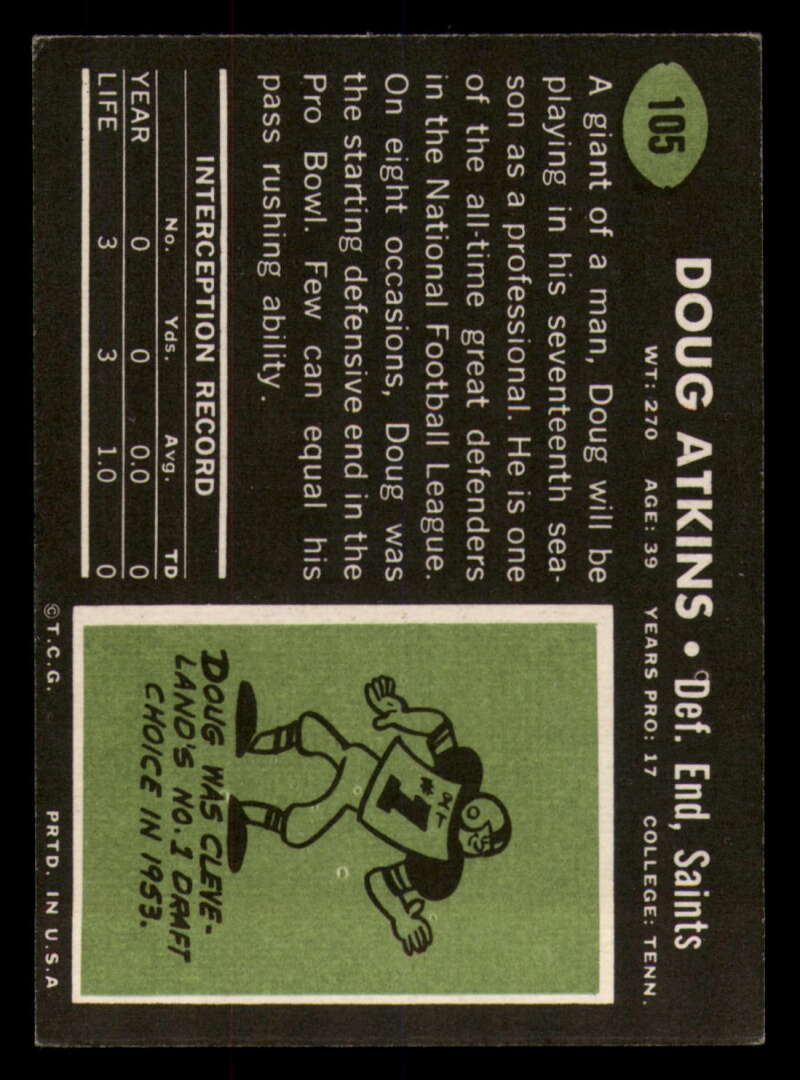 105
DOUG ATKINS • Def. End, Saints
WT: 270 AGE: 39 YEARS PRO: 17 COLLEGE: TENN.
A giant of a man, Doug will be
playing in his seventeenth sea-
son as a professional. He is one
of the all-time great defenders
in the National Football League.
On eight occasions, Doug was
the starting defensive end in the
Pro Bowl. Few can equal his
pass rushing ability.
INTERCEPTION RECORD
No. Yds. Avg. TD
YEAR 0 0 0.0 0
LIFE 3 3 1.0 0
#1
DOUG WAS CLEVE-
LAND'S NO. 1 DRAFT
CHOICE IN 1953.
©T.C.G. PRTD. IN U.S.A